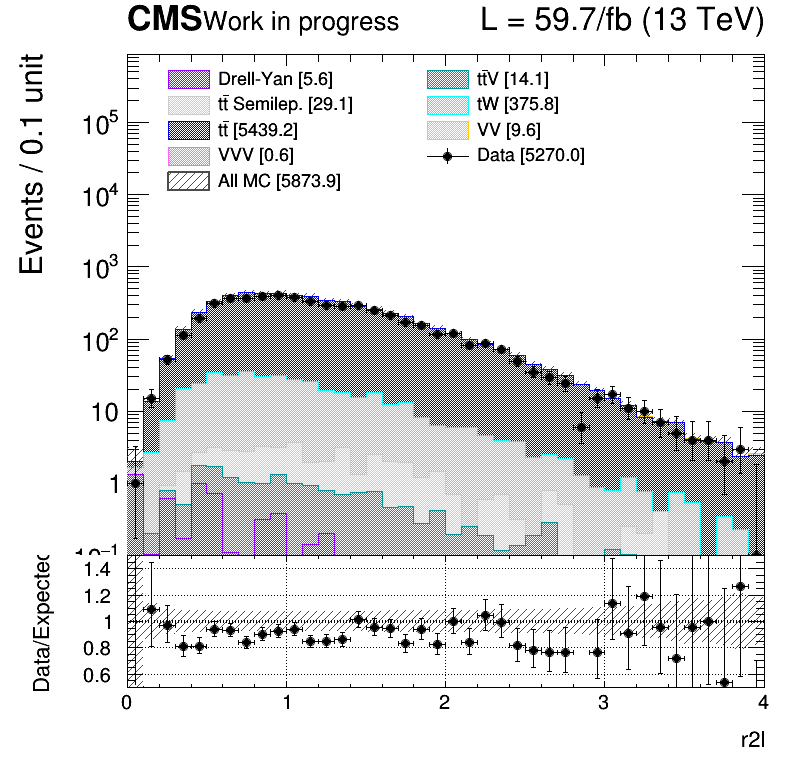 CMS Work in progress L = 59.7/fb (13 TeV)
Events / 0.1 unit
Drell-Yan [5.6]
tt̄ Semilep. [29.1]
tt̄ [5439.2]
VVV [0.6]
All MC [5873.9]
tt̄V [14.1]
tW [375.8]
VV [9.6]
Data [5270.0]
10⁵
10⁴
10³
10²
10
1
10⁻¹
Data/Expected
1.4
1.2
1
0.8
0.6
0 1 2 3 4
r2l